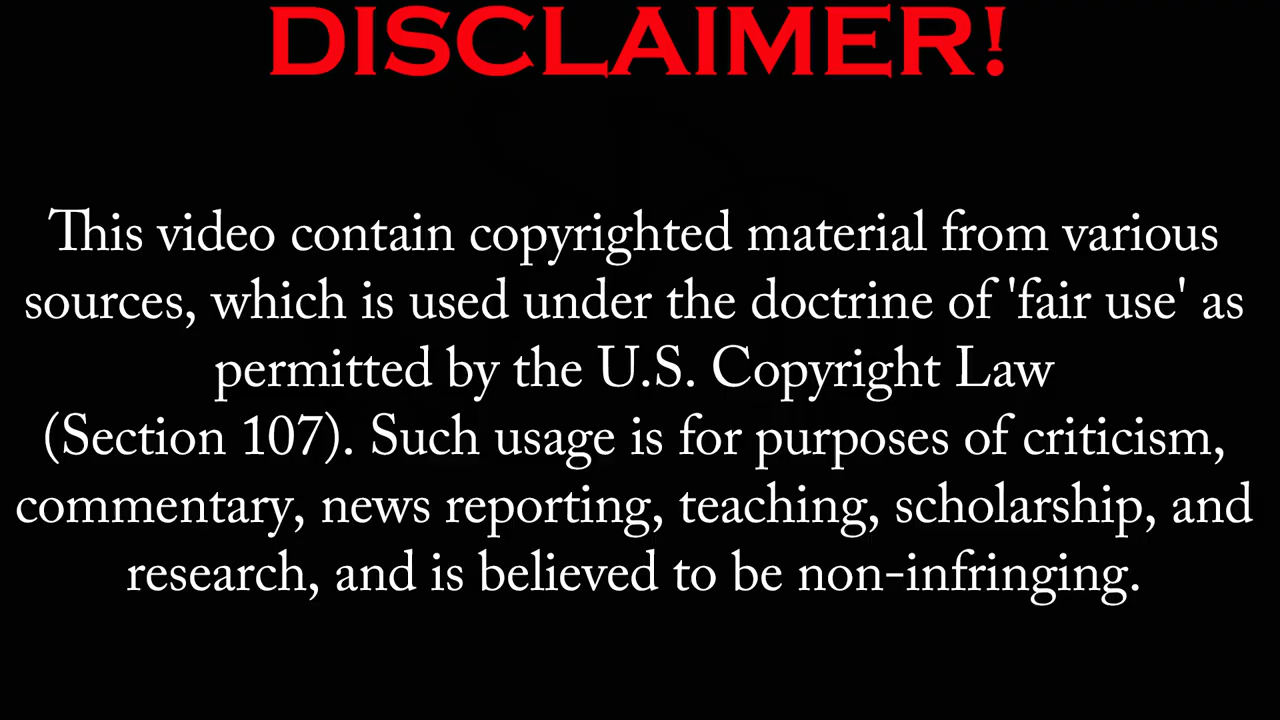 DISCLAIMER!
This video contain copyrighted material from various
sources, which is used under the doctrine of 'fair use' as
permitted by the U.S. Copyright Law
(Section 107). Such usage is for purposes of criticism,
commentary, news reporting, teaching, scholarship, and
research, and is believed to be non-infringing.